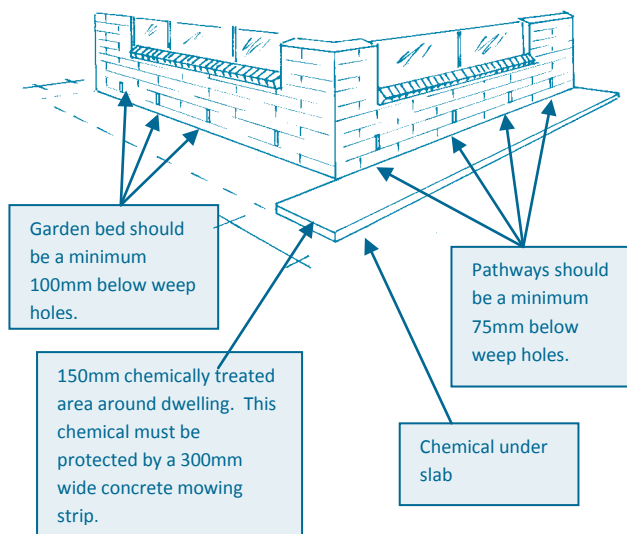 Garden bed should
be a minimum
100mm below weep
holes.
Pathways should
be a minimum
75mm below
weep holes.
150mm chemically treated
area around dwelling.  This
chemical must be
protected by a 300mm
wide concrete mowing
strip.
Chemical under
slab